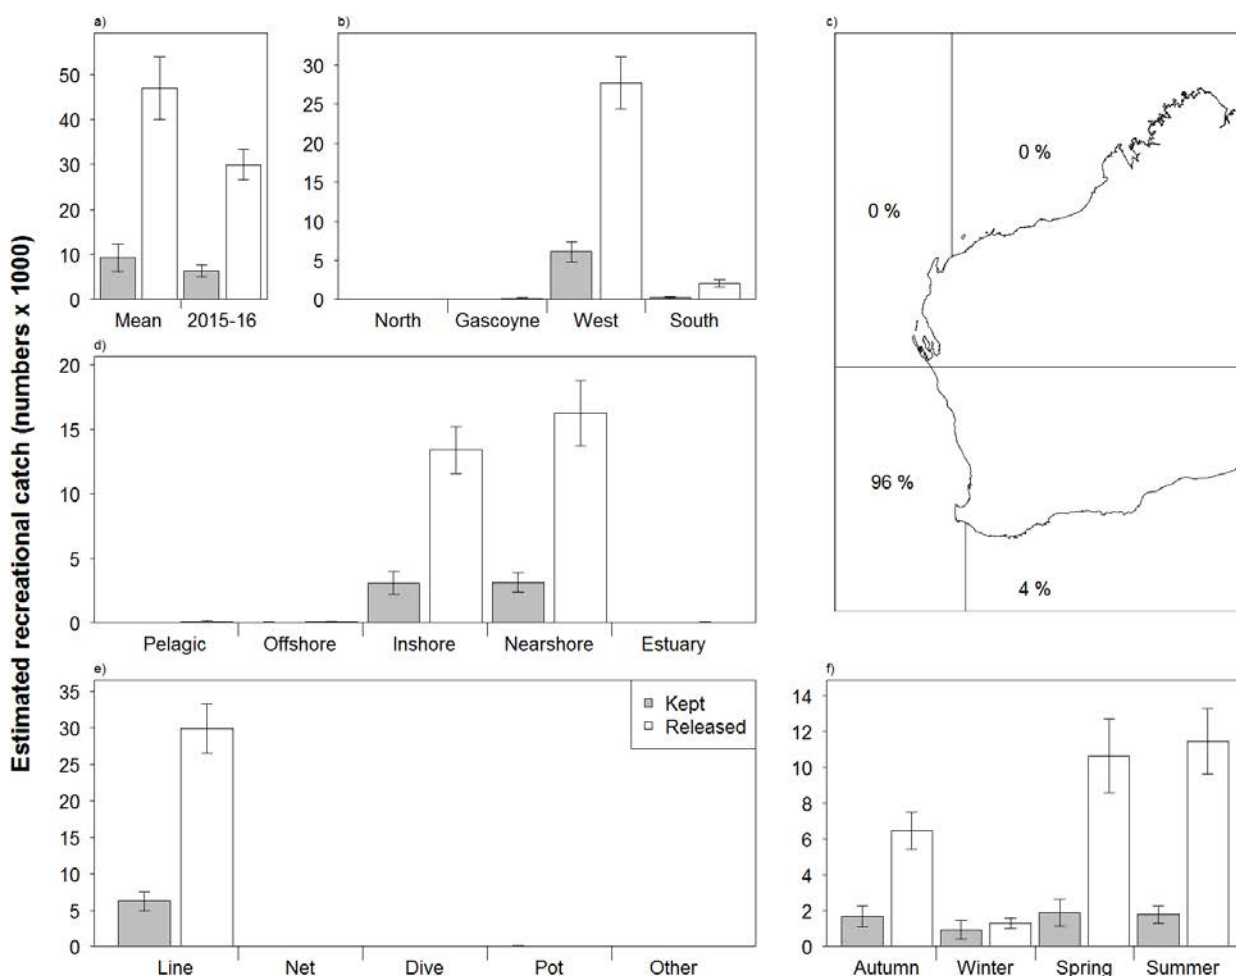 Estimated recreational catch (numbers x 1000)
a)
50
40
30
20
10
0
Mean 2015-16
b)
30
25
20
15
10
5
0
North Gascoyne West South
c)
0 %
0 %
96 %
4 %
d)
20
15
10
5
0
Pelagic Offshore Inshore Nearshore Estuary
e)
35
30
25
20
15
10
5
0
Kept
Released
Line Net Dive Pot Other
f)
14
12
10
8
6
4
2
0
Autumn Winter Spring Summer